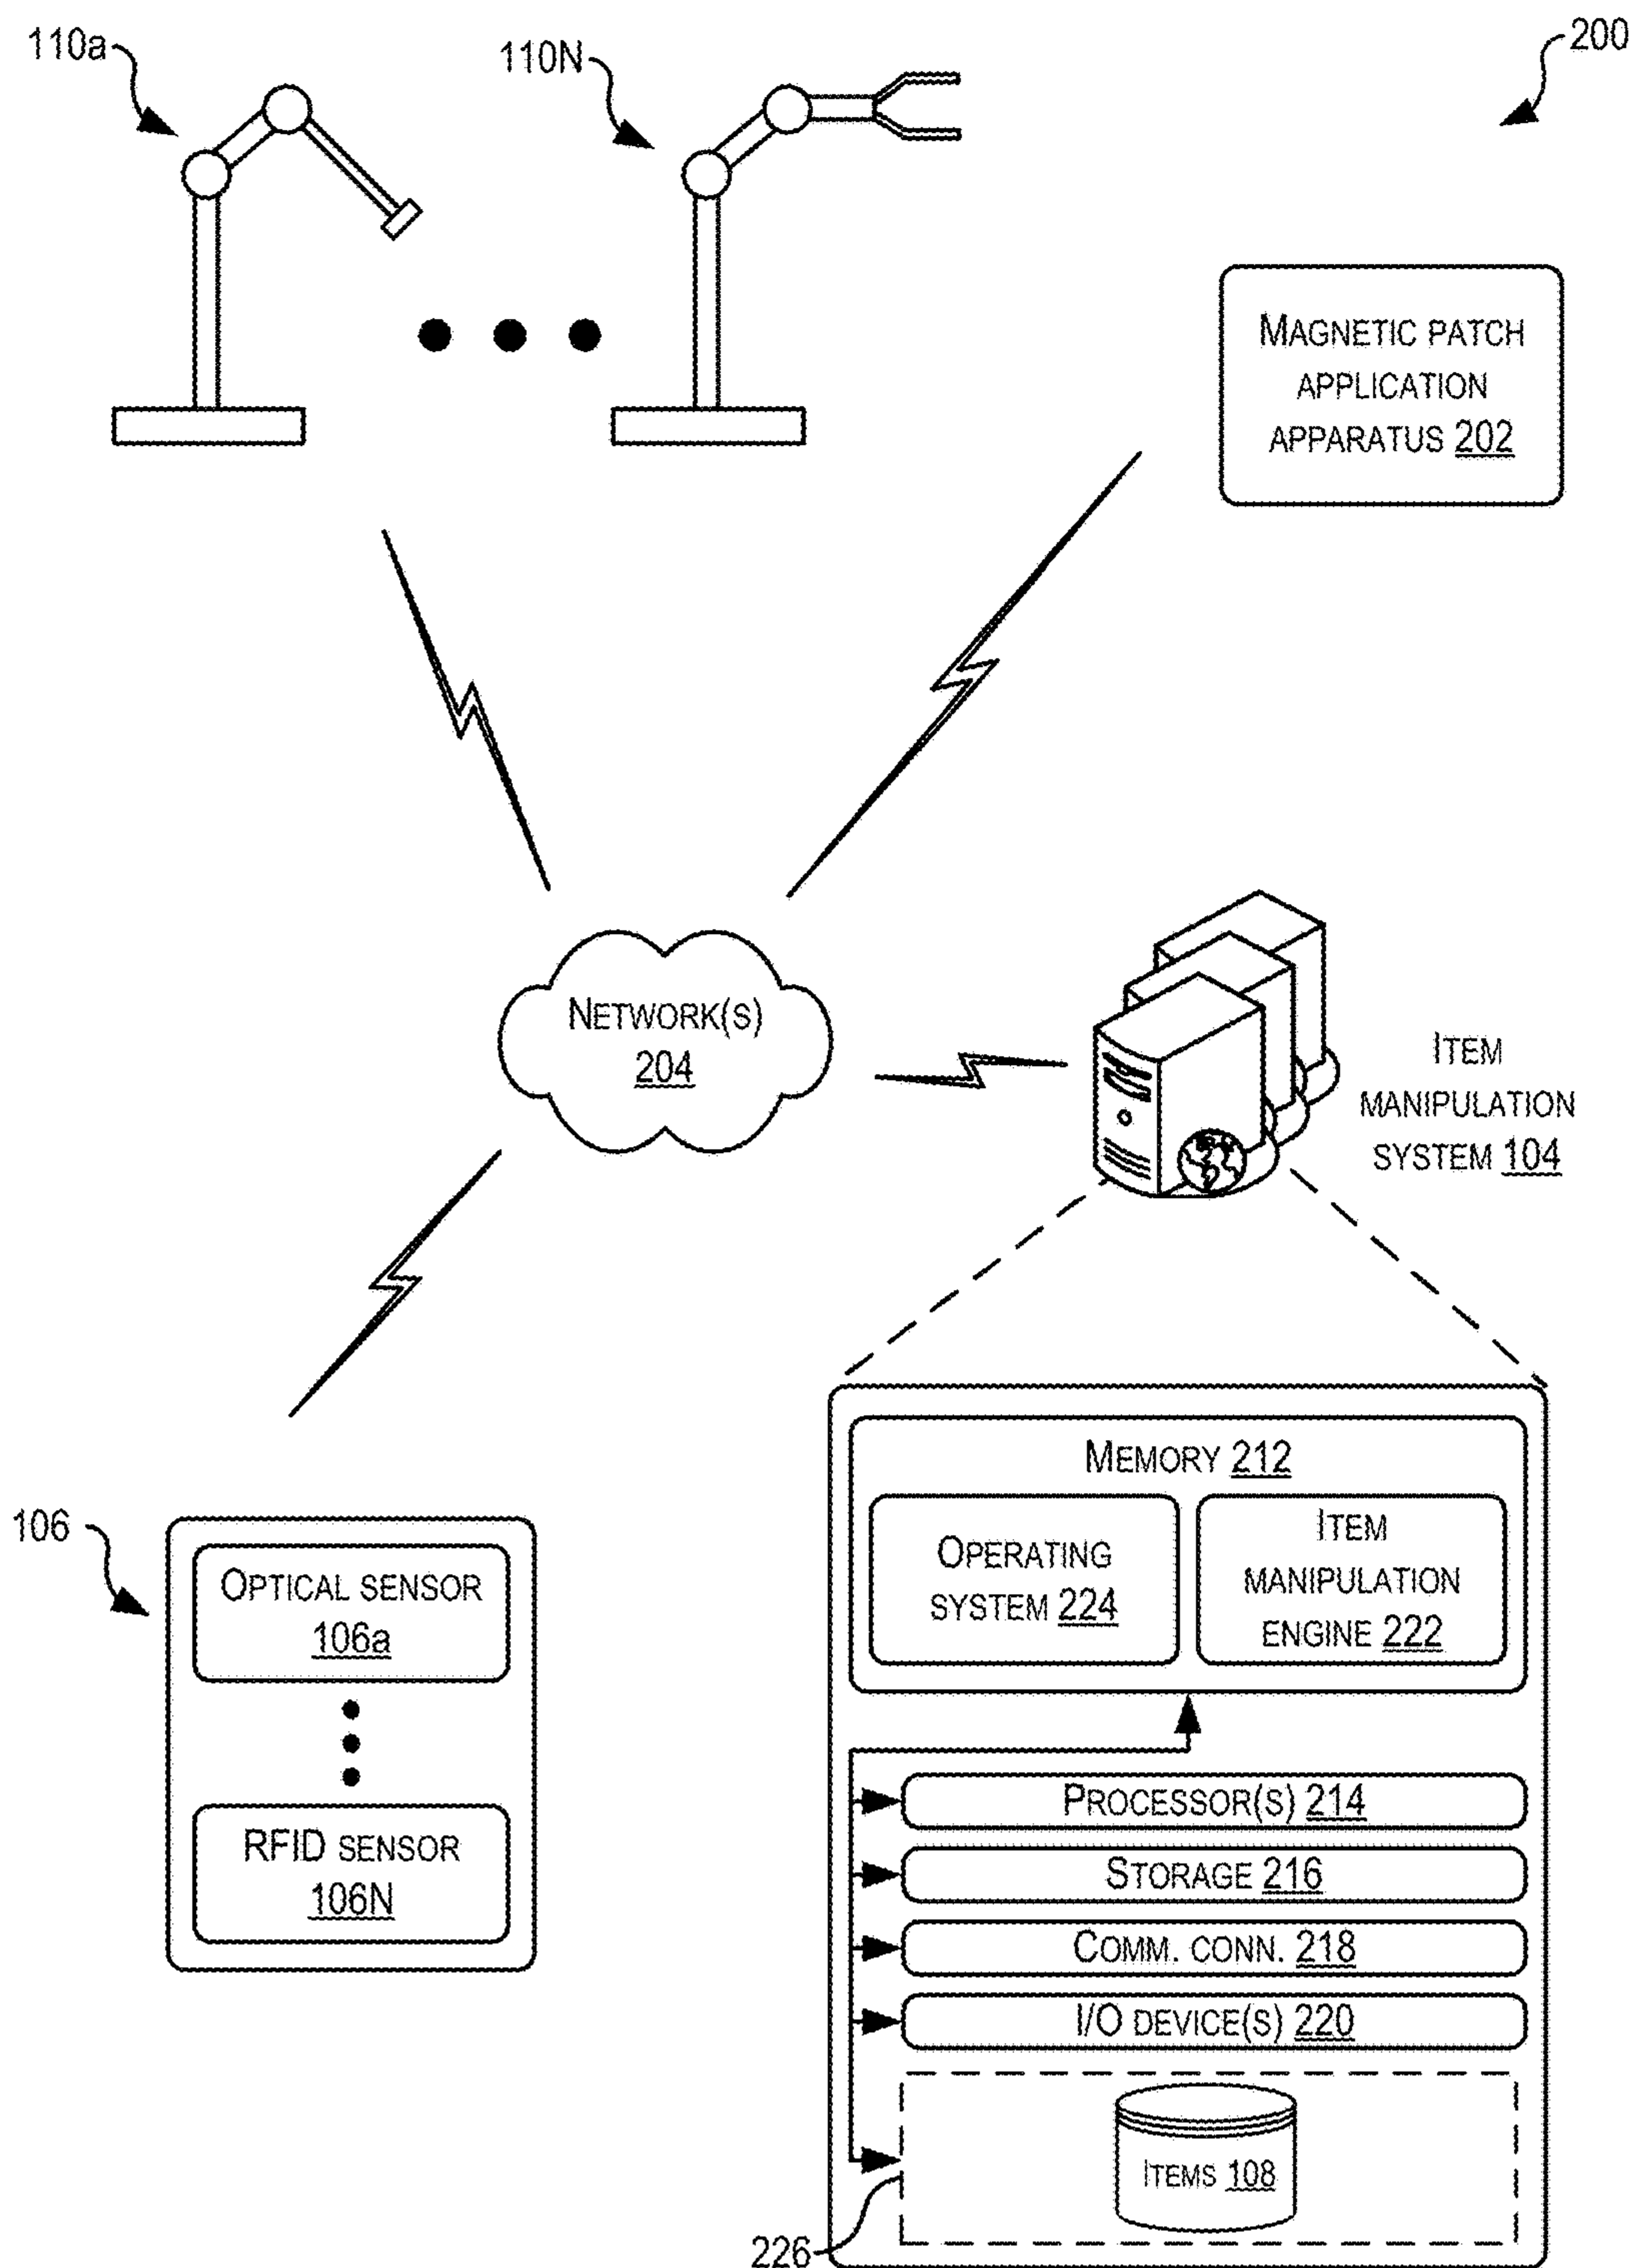 110a
110N
200
MAGNETIC PATCH
APPLICATION
APPARATUS 202
NETWORK(S)
204
ITEM
MANIPULATION
SYSTEM 104
106
OPTICAL SENSOR
106a
RFID SENSOR
106N
MEMORY 212
OPERATING
SYSTEM 224
ITEM
MANIPULATION
ENGINE 222
PROCESSOR(S) 214
STORAGE 216
COMM. CONN. 218
I/O DEVICE(S) 220
ITEMS 108
226